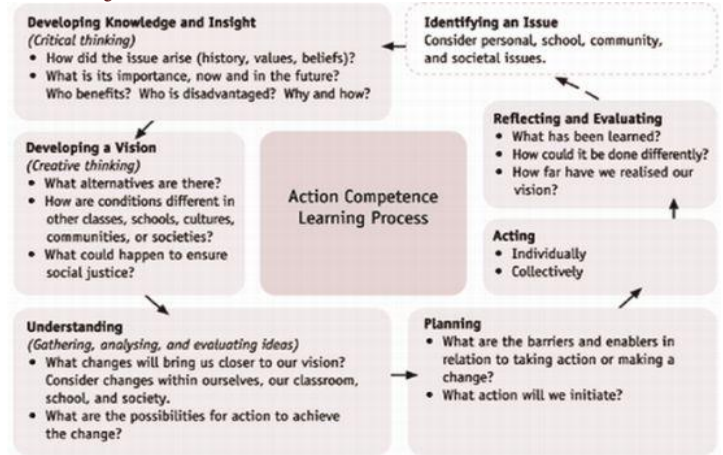 Identifying an Issue
Consider personal, school, community,
and societal issues.
Developing Knowledge and Insight
(Critical thinking)
• How did the issue arise (history, values, beliefs)?
• What is its importance, now and in the future?
Who benefits? Who is disadvantaged? Why and how?
Developing a Vision
(Creative thinking)
• What alternatives are there?
• How are conditions different in
other classes, schools, cultures,
communities, or societies?
• What could happen to ensure
social justice?
Action Competence
Learning Process
Understanding
(Gathering, analysing, and evaluating ideas)
• What changes will bring us closer to our vision?
Consider changes within ourselves, our classroom,
school, and society.
• What are the possibilities for action to achieve
the change?
Planning
• What are the barriers and enablers in
relation to taking action or making a
change?
• What action will we initiate?
Acting
• Individually
• Collectively
Reflecting and Evaluating
• What has been learned?
• How could it be done differently?
• How far have we realised our
vision?